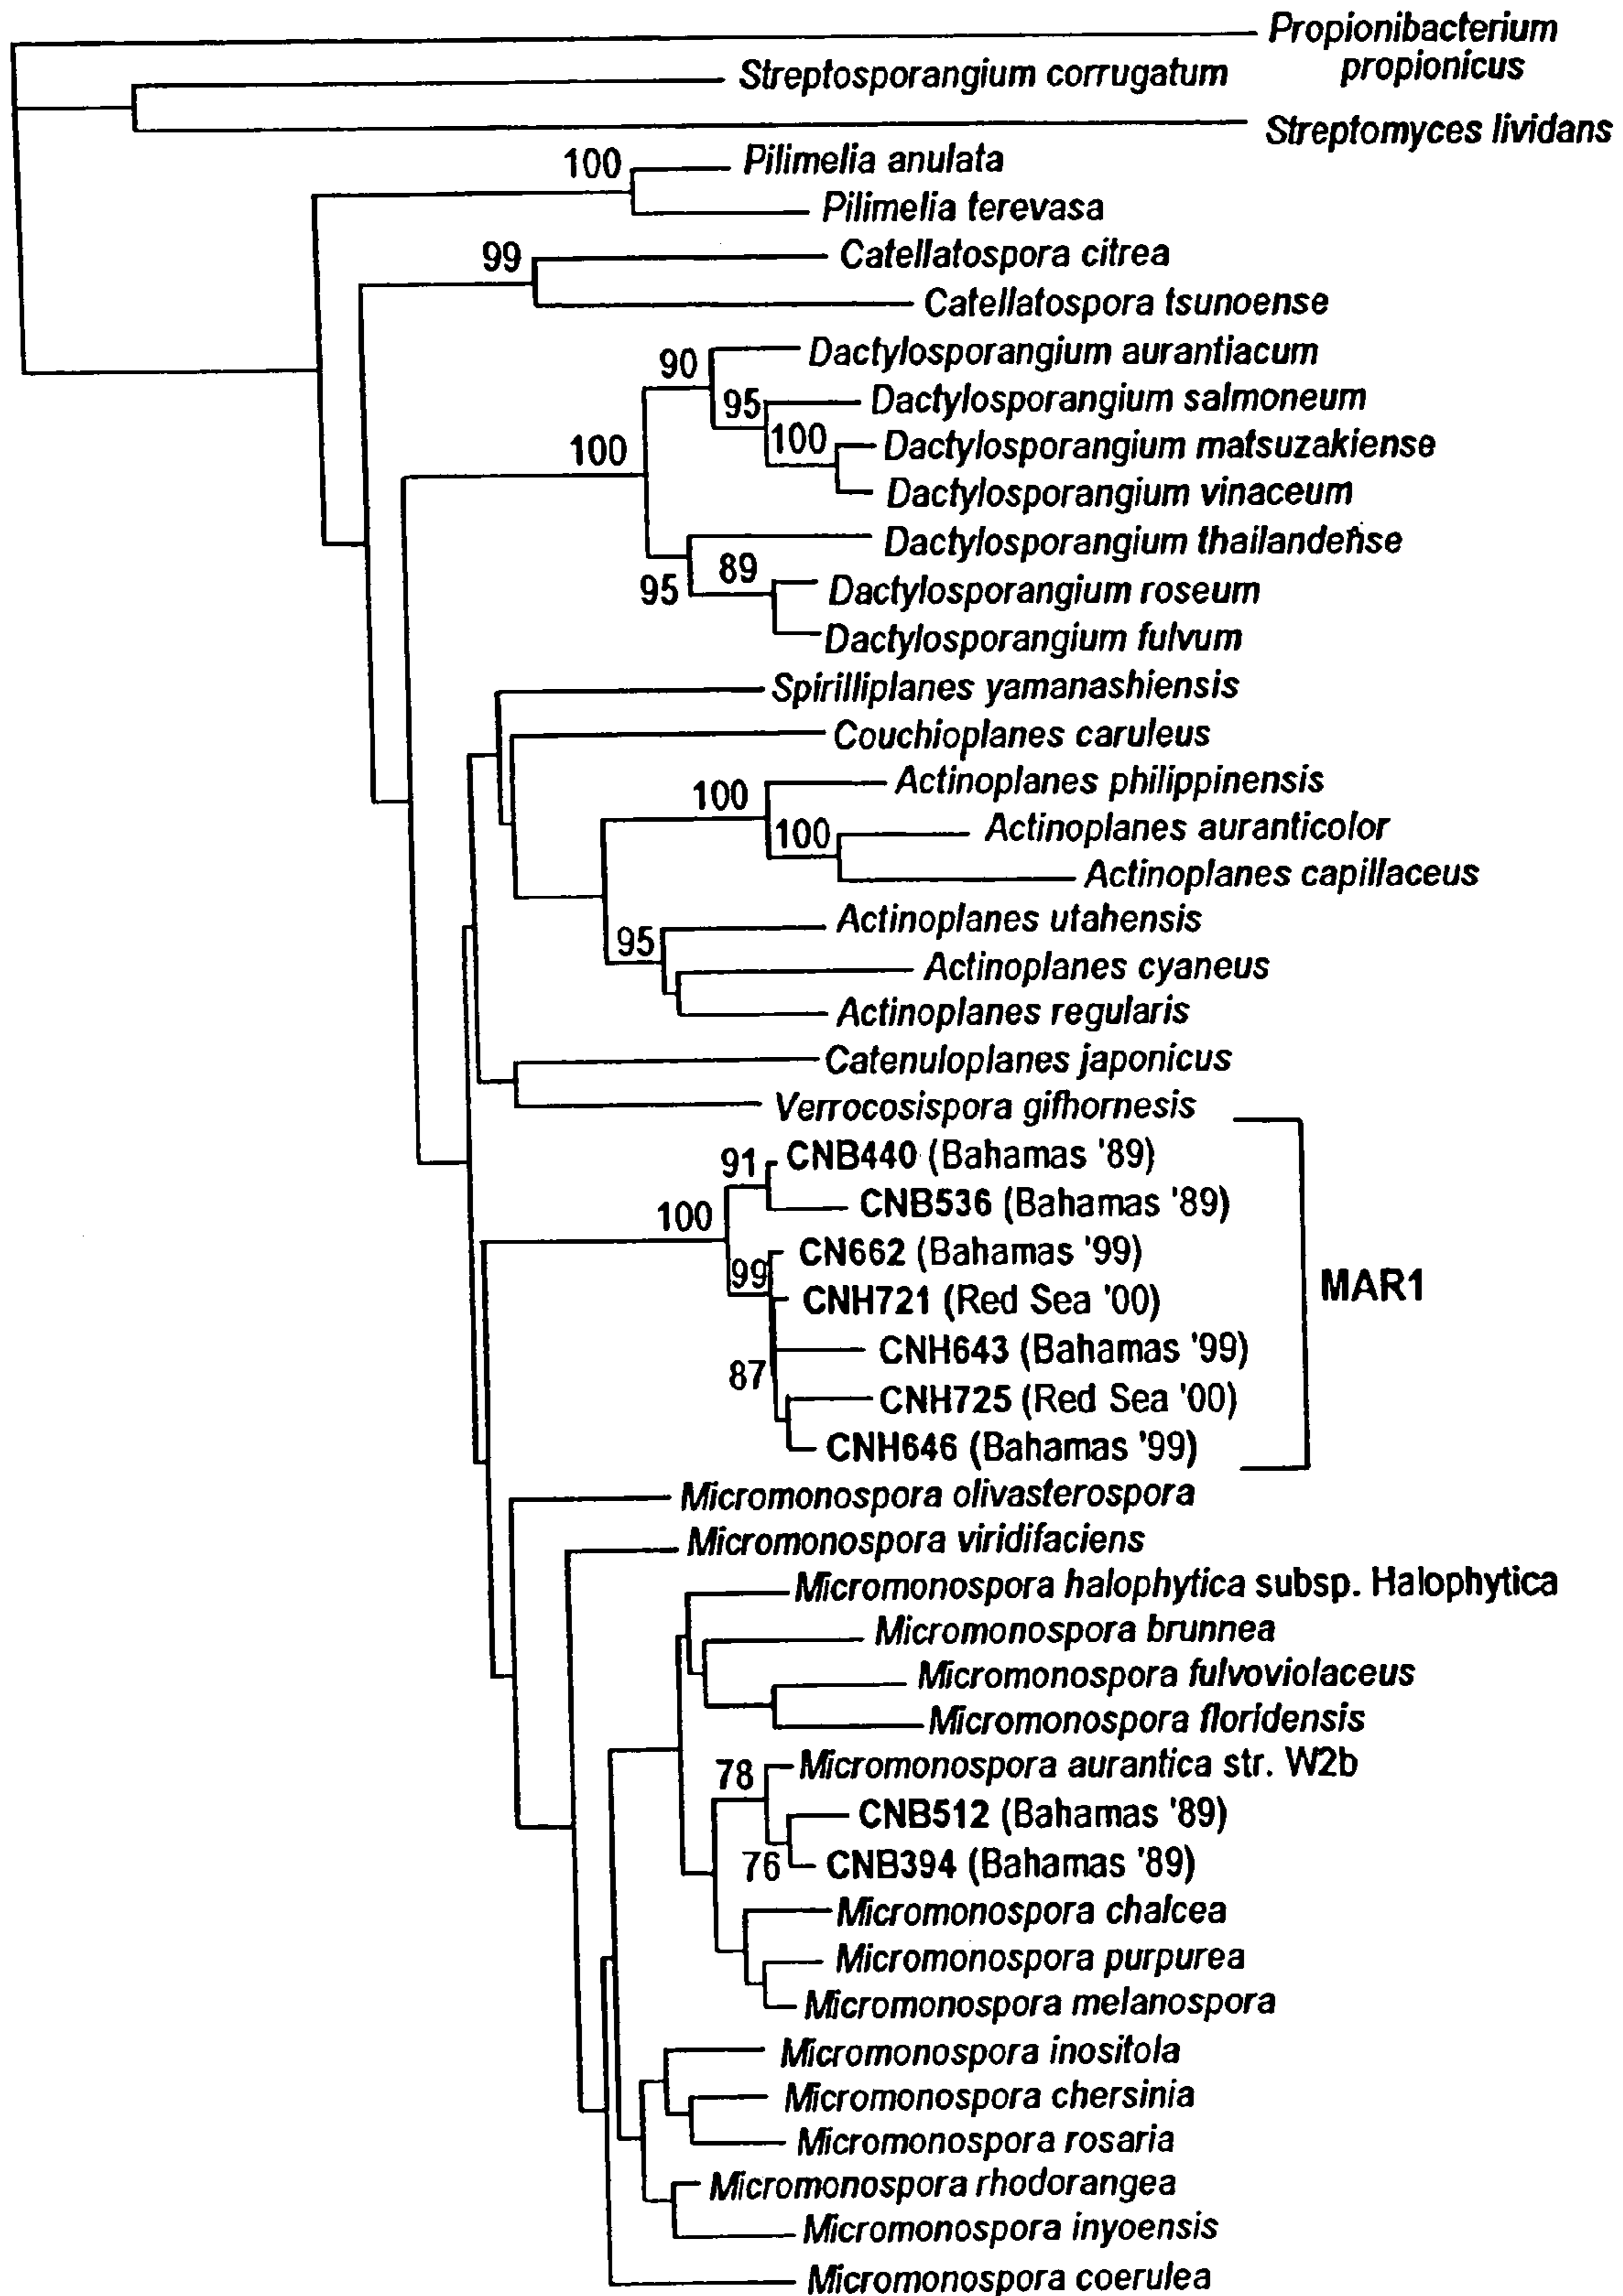 Propionibacterium
propionicus
Streptosporangium corrugatum
Streptomyces lividans
100
Pilimelia anulata
Pilimelia terevasa
99
Catellatospora citrea
Catellatospora tsunoense
90
Dactylosporangium aurantiacum
95
Dactylosporangium salmoneum
100
100
Dactylosporangium matsuzakiense
Dactylosporangium vinaceum
Dactylosporangium thailandense
95
89
Dactylosporangium roseum
Dactylosporangium fulvum
Spirilliplanes yamanashiensis
Couchioplanes caruleus
100
Actinoplanes philippinensis
100
Actinoplanes auranticolor
Actinoplanes capillaceus
Actinoplanes utahensis
95
Actinoplanes cyaneus
Actinoplanes regularis
Catenuloplanes japonicus
Verrocosispora gifhornesis
91
CNB440 (Bahamas '89)
CNB536 (Bahamas '89)
100
CN662 (Bahamas '99)
99
MAR1
CNH721 (Red Sea '00)
CNH643 (Bahamas '99)
87
CNH725 (Red Sea '00)
CNH646 (Bahamas '99)
Micromonospora olivasterospora
Micromonospora viridifaciens
Micromonospora halophytica subsp. Halophytica
Micromonospora brunnea
Micromonospora fulvoviolaceus
Micromonospora floridensis
78
Micromonospora aurantica str. W2b
CNB512 (Bahamas '89)
76
CNB394 (Bahamas '89)
Micromonospora chalcea
Micromonospora purpurea
Micromonospora melanospora
Micromonospora inositola
Micromonospora chersinia
Micromonospora rosaria
Micromonospora rhodorangea
Micromonospora inyoensis
Micromonospora coerulea